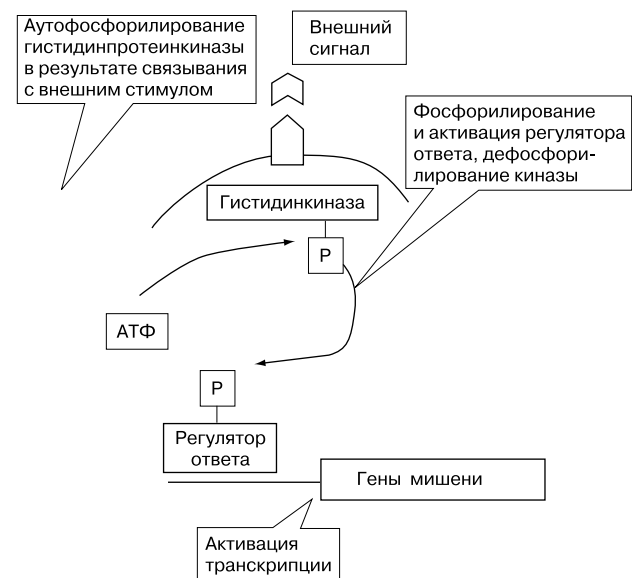 Аутофосфорилирование
гистидинпротеинкиназы
в результате связывания
с внешним стимулом
Внешний
сигнал
Фосфорилирование
и активация регулятора
ответа, дефосфори-
лирование киназы
Гистидинкиназа
Р
АТФ
Р
Регулятор
ответа
Гены мишени
Активация
транскрипции